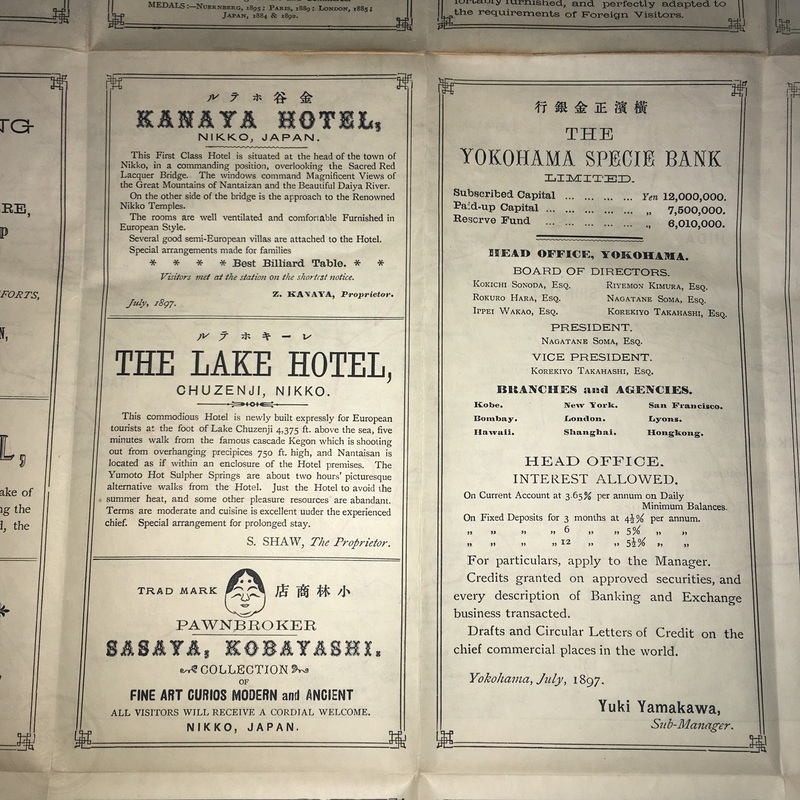 MEDALS:—NUERNBERG, 1895; PARIS, 1889; LONDON, 1885;
JAPAN, 1884 & 1892.
fortably furnished, and perfectly adapted to
the requirements of Foreign Visitors.
NG
RE,
P
FORTS,
N,
L,
ake of
ng the
d, the
ルテホ谷金
KANAYA HOTEL,
NIKKO, JAPAN.
This First Class Hotel is situated at the head of the town of
Nikko, in a commanding position, overlooking the Sacred Red
Lacquer Bridge. The windows command Magnificent Views of
the Great Mountains of Nantaizan and the Beautiful Daiya River.
On the other side of the bridge is the approach to the Renowned
Nikko Temples.
The rooms are well ventilated and comfortable Furnished in
European Style.
Several good semi-European villas are attached to the Hotel.
Special arrangements made for families
* * * * Best Billiard Table. * *
Visitors met at the station on the shortest notice.
Z. KANAYA, Proprietor.
July, 1897.
ルテホキーレ
THE LAKE HOTEL,
CHUZENJI, NIKKO.
This commodious Hotel is newly built expressly for European
tourists at the foot of Lake Chuzenji 4,375 ft. above the sea, five
minutes walk from the famous cascade Kegon which is shooting
out from overhanging precipices 750 ft. high, and Nantaisan is
located as if within an enclosure of the Hotel premises. The
Yumoto Hot Sulpher Springs are about two hours' picturesque
alternative walks from the Hotel. Just the Hotel to avoid the
summer heat, and some other pleasure resources are abandant.
Terms are moderate and cuisine is excellent uuder the experienced
chief. Special arrangement for prolonged stay.
S. SHAW, The Proprietor.
TRAD MARK 店商林小
PAWNBROKER
SASAYA, KOBAYASHI.
COLLECTION
OF
FINE ART CURIOS MODERN and ANCIENT
ALL VISITORS WILL RECEIVE A CORDIAL WELCOME.
NIKKO, JAPAN.
行銀金正濱橫
THE
YOKOHAMA SPECIE BANK
LIMITED.
Subscribed Capital ... ... ... ... Yen 12,000,000.
Paid-up Capital ... ... ... ... „ 7,500,000.
Reserve Fund ... ... ... ... „ 6,010,000.
HEAD OFFICE, YOKOHAMA.
BOARD OF DIRECTORS.
KOKICHI SONODA, ESQ. RIYEMON KIMURA, ESQ.
ROKURO HARA, ESQ. NAGATANE SOMA, ESQ.
IPPEI WAKAO, ESQ. KOREKIYO TAKAHASHI, ESQ.
PRESIDENT.
NAGATANE SOMA, ESQ.
VICE PRESIDENT.
KOREKIYO TAKAHASHI, ESQ.
BRANCHES and AGENCIES.
Kobe. New York. San Francisco.
Bombay. London. Lyons.
Hawaii. Shanghai. Hongkong.
HEAD OFFICE.
INTEREST ALLOWED.
On Current Account at 3.65% per annum on Daily
Minimum Balances.
On Fixed Deposits for 3 months at 4½% per annum.
„ „ „ „ 6 „ „ 5% „ „
„ „ „ „ 12 „ „ 5½% „ „
For particulars, apply to the Manager.
Credits granted on approved securities, and
every description of Banking and Exchange
business transacted.
Drafts and Circular Letters of Credit on the
chief commercial places in the world.
Yokohama, July, 1897.
Yuki Yamakawa,
Sub-Manager.